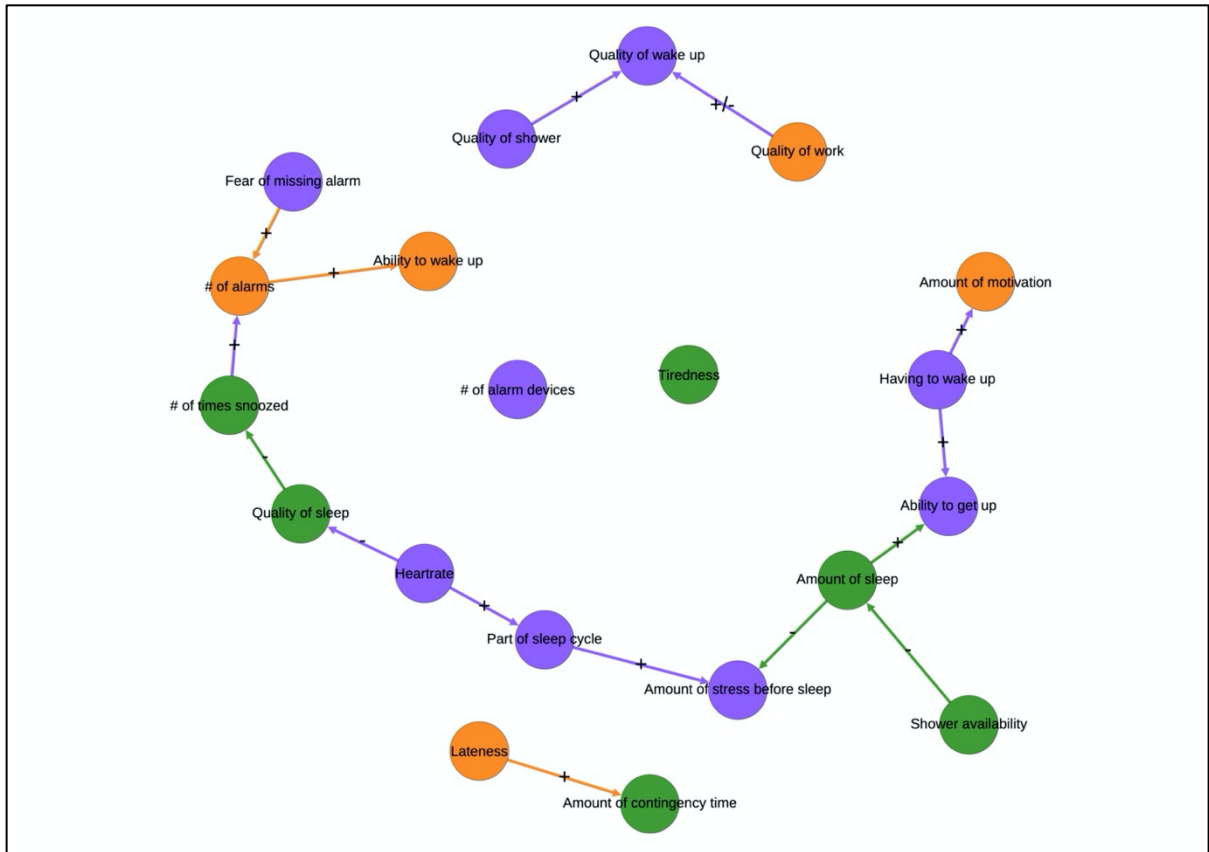 Quality of wake up
+
+/-
Quality of shower
Quality of work
Fear of missing alarm
+
Ability to wake up
+
# of alarms
Amount of motivation
+
+
Tiredness
Having to wake up
# of alarm devices
# of times snoozed
+
-
Ability to get up
Quality of sleep
-
+
Heartrate
Amount of sleep
+
-
Part of sleep cycle
-
+
Amount of stress before sleep
Shower availability
Lateness
+
Amount of contingency time